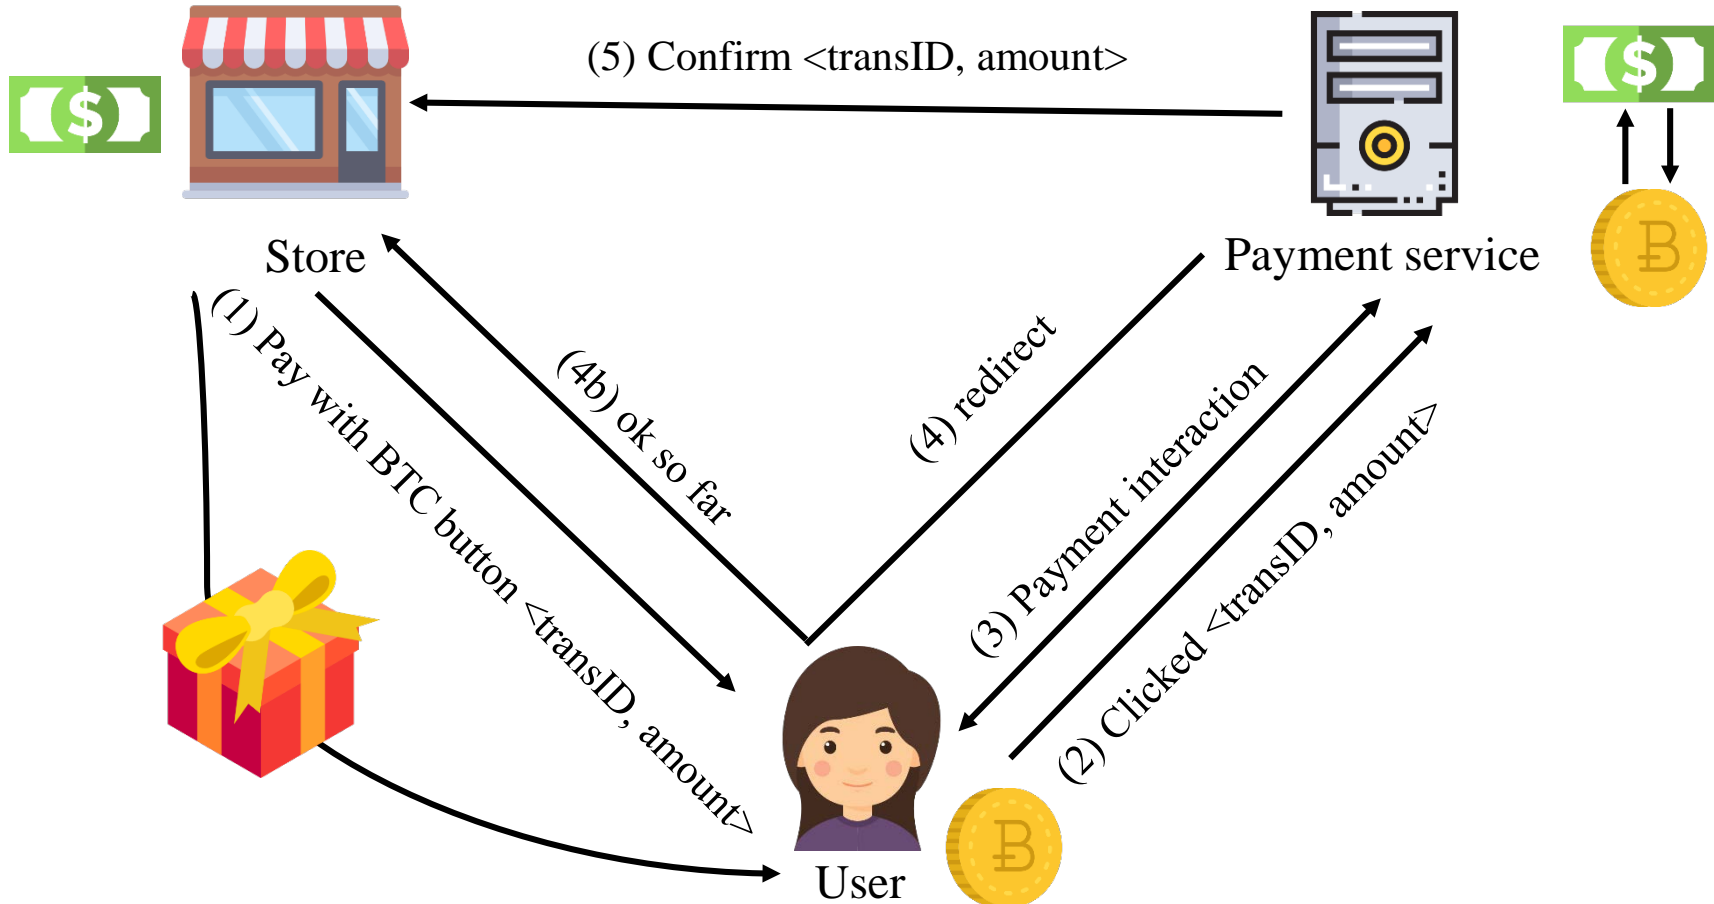 (5) Confirm <transID, amount>
Store
Payment service
(1) Pay with BTC button <transID, amount>
(4b) ok so far
(4) redirect
(3) Payment interaction
(2) Clicked <transID, amount>
User